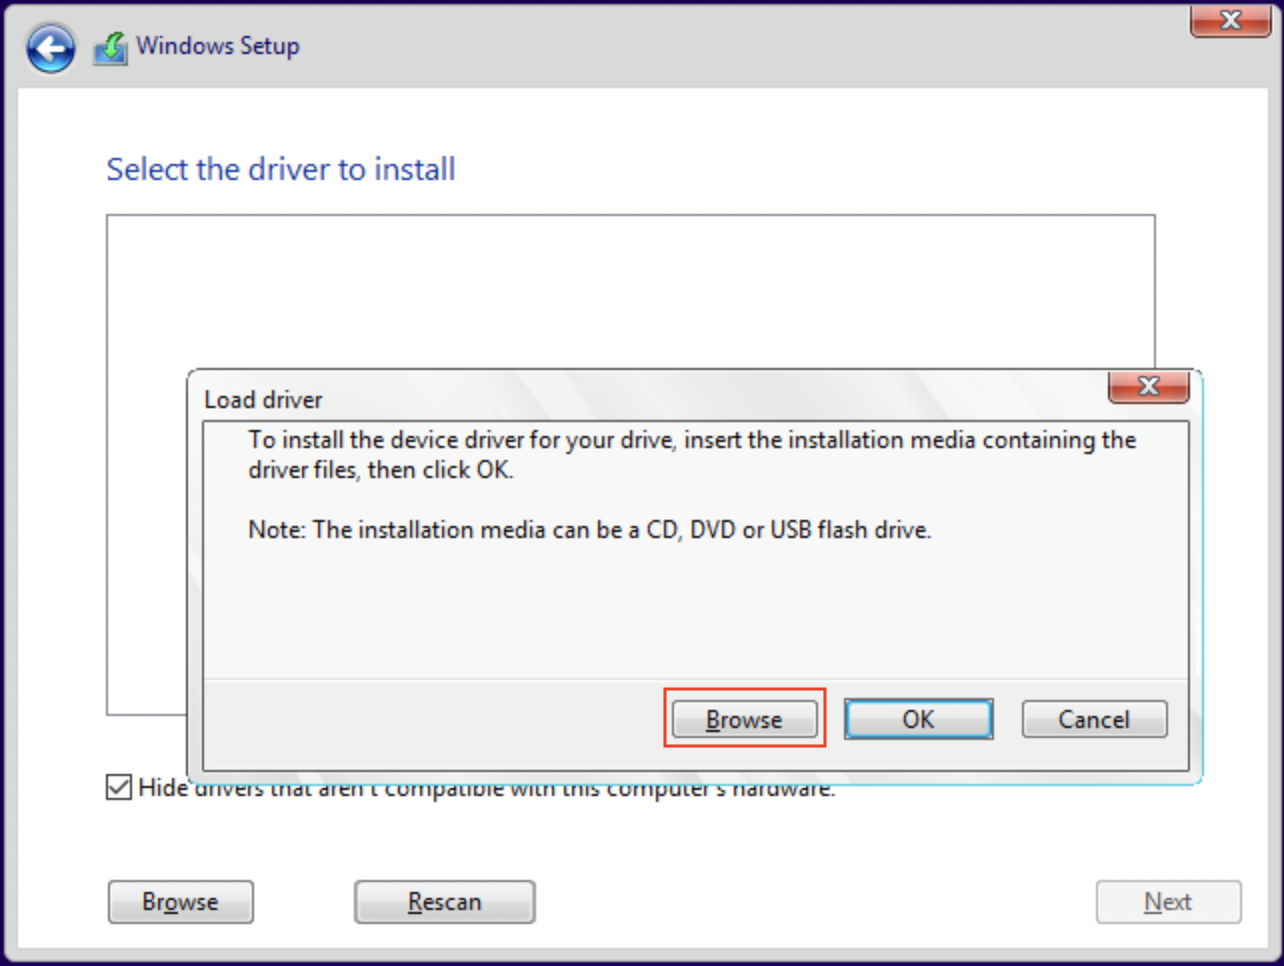 Windows Setup
Select the driver to install
Load driver
To install the device driver for your drive, insert the installation media containing the
driver files, then click OK.
Note: The installation media can be a CD, DVD or USB flash drive.
Browse
OK
Cancel
Hide drivers that aren't compatible with this computer's hardware.
Browse
Rescan
Next